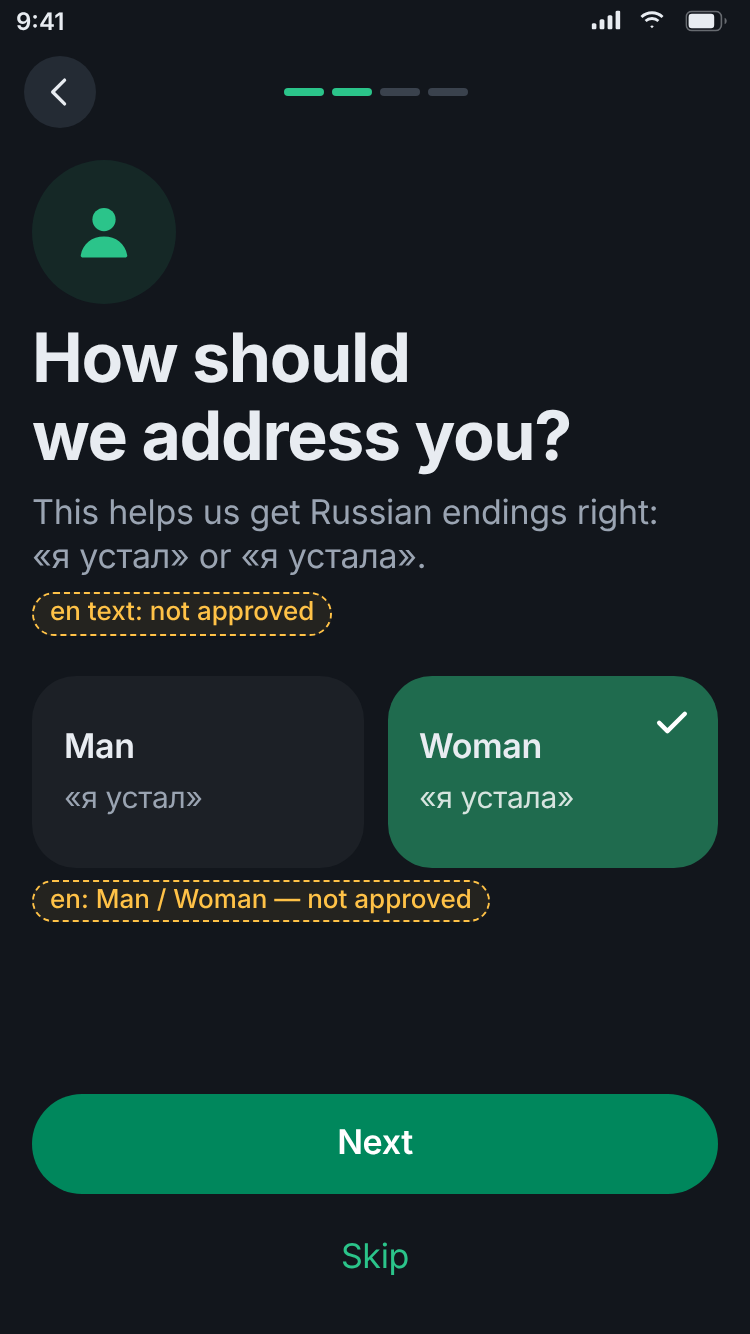 9:41
How should
we address you?
This helps us get Russian endings right:
«я устал» or «я устала».
en text: not approved
Man
«я устал»
Woman
«я устала»
en: Man / Woman — not approved
Next
Skip